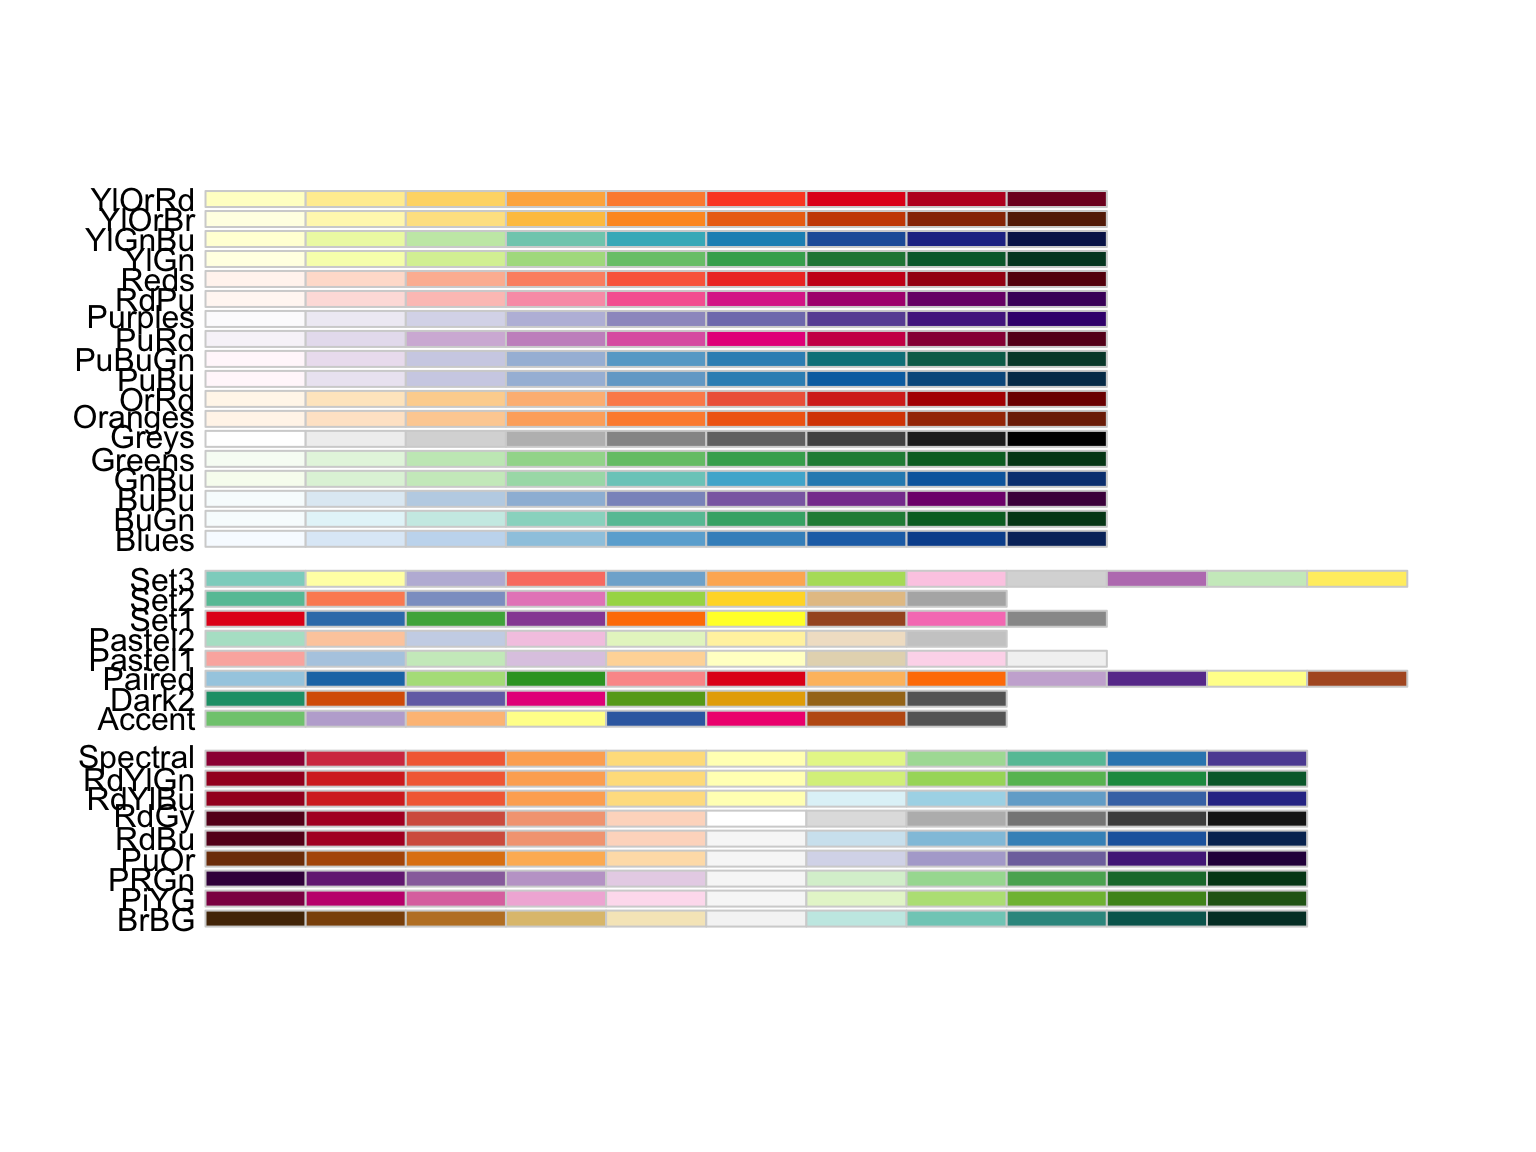 YlOrRd
YlOrBr
YlGnBu
YlGn
Reds
RdPu
Purples
PuRd
PuBuGn
PuBu
OrRd
Oranges
Greys
Greens
GnBu
BuPu
BuGn
Blues
Set3
Set2
Set1
Pastel2
Pastel1
Paired
Dark2
Accent
Spectral
RdYlGn
RdYlBu
RdGy
RdBu
PuOr
PRGn
PiYG
BrBG